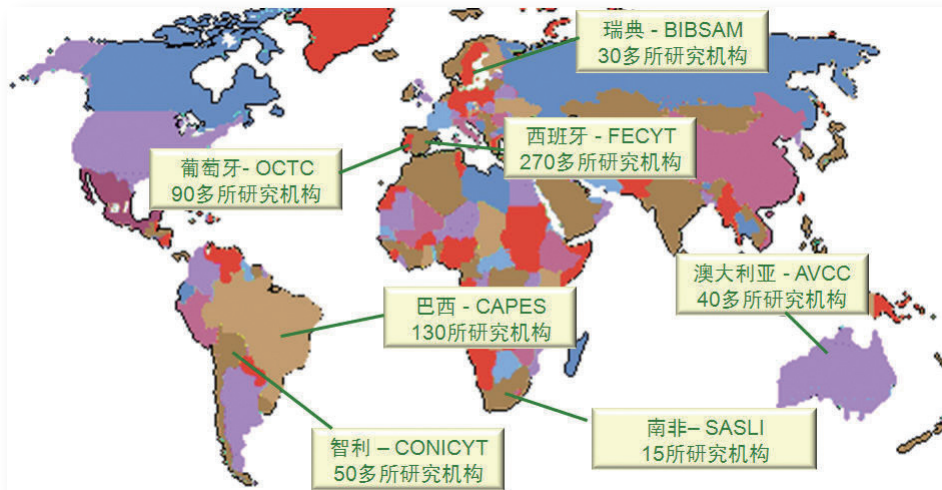 瑞典 - BIBSAM
30多所研究机构
西班牙 - FECYT
270多所研究机构
葡萄牙- OCTC
90多所研究机构
澳大利亚 - AVCC
40多所研究机构
巴西 - CAPES
130所研究机构
南非– SASLI
15所研究机构
智利 – CONICYT
50多所研究机构